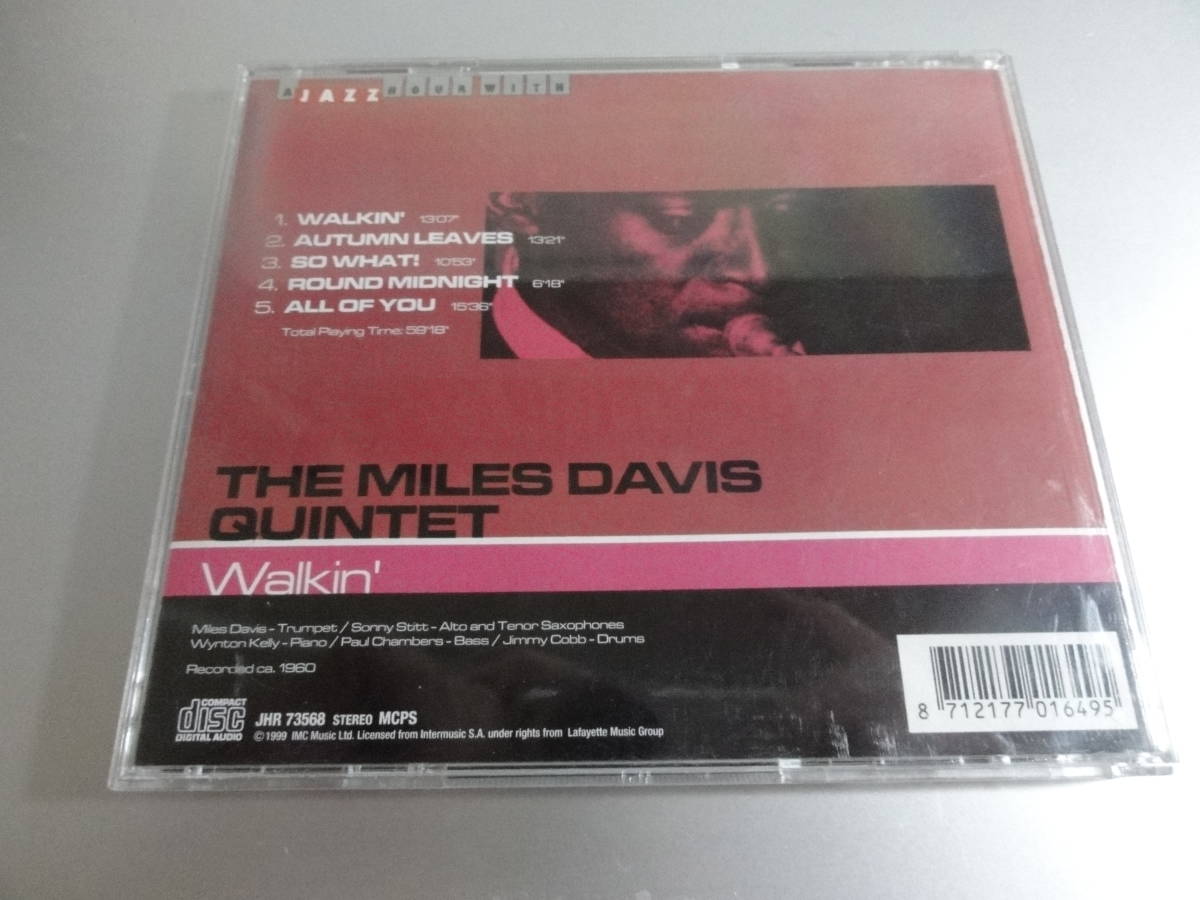 A JAZZ HOUR WITH
1. WALKIN' 13'07"
2. AUTUMN LEAVES 13'21"
3. SO WHAT! 10'53"
4. ROUND MIDNIGHT 6'18"
5. ALL OF YOU 15'36"
Total Playing Time: 59'18"
THE MILES DAVIS
QUINTET
Walkin'
Miles Davis - Trumpet / Sonny Stitt - Alto and Tenor Saxophones
Wynton Kelly - Piano / Paul Chambers - Bass / Jimmy Cobb - Drums
Recorded ca. 1960
COMPACT
disc
DIGITAL AUDIO
JHR 73568 STEREO MCPS
©1999 IMC Music Ltd. Licensed from Intermusic S.A. under rights from Lafayette Music Group
8 712177 016495